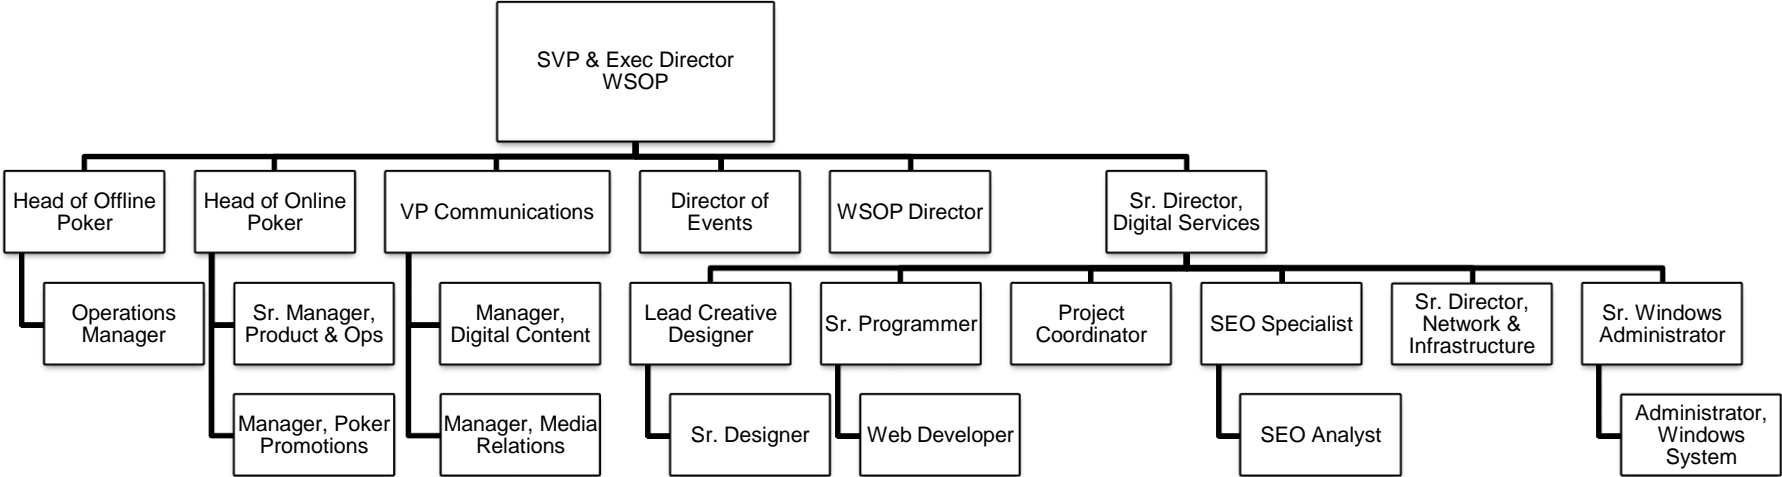 SVP & Exec Director
WSOP
Head of Offline
Poker
Head of Online
Poker
VP Communications
Director of
Events
WSOP Director
Sr. Director,
Digital Services
Operations
Manager
Sr. Manager,
Product & Ops
Manager,
Digital Content
Lead Creative
Designer
Sr. Programmer
Project
Coordinator
SEO Specialist
Sr. Director,
Network &
Infrastructure
Sr. Windows
Administrator
Manager, Poker
Promotions
Manager, Media
Relations
Sr. Designer
Web Developer
SEO Analyst
Administrator,
Windows
System